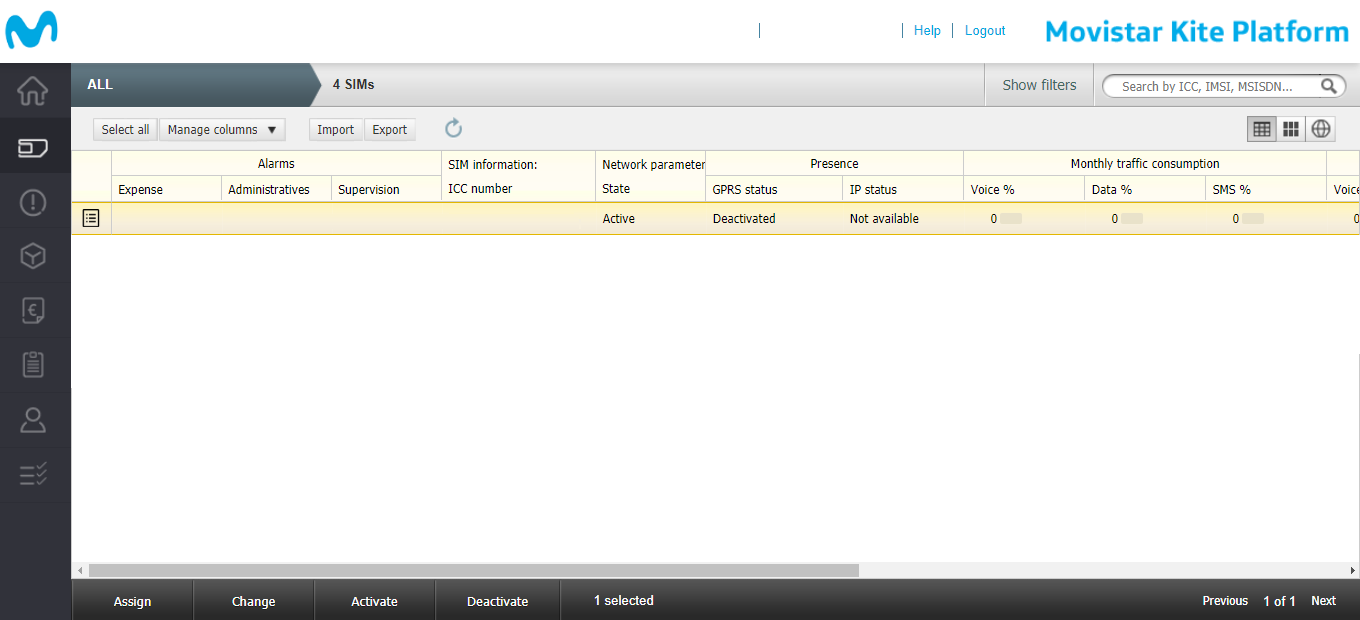 Help
Logout
Movistar Kite Platform
ALL
4 SIMs
Show filters
Search by ICC, IMSI, MSISDN...
Select all
Manage columns
Import
Export
Alarms
SIM information:
Network parameter
Presence
Monthly traffic consumption
Expense
Administratives
Supervision
ICC number
State
GPRS status
IP status
Voice %
Data %
SMS %
Voice
Active
Deactivated
Not available
0
0
0
0
Assign
Change
Activate
Deactivate
1 selected
Previous
1 of 1
Next